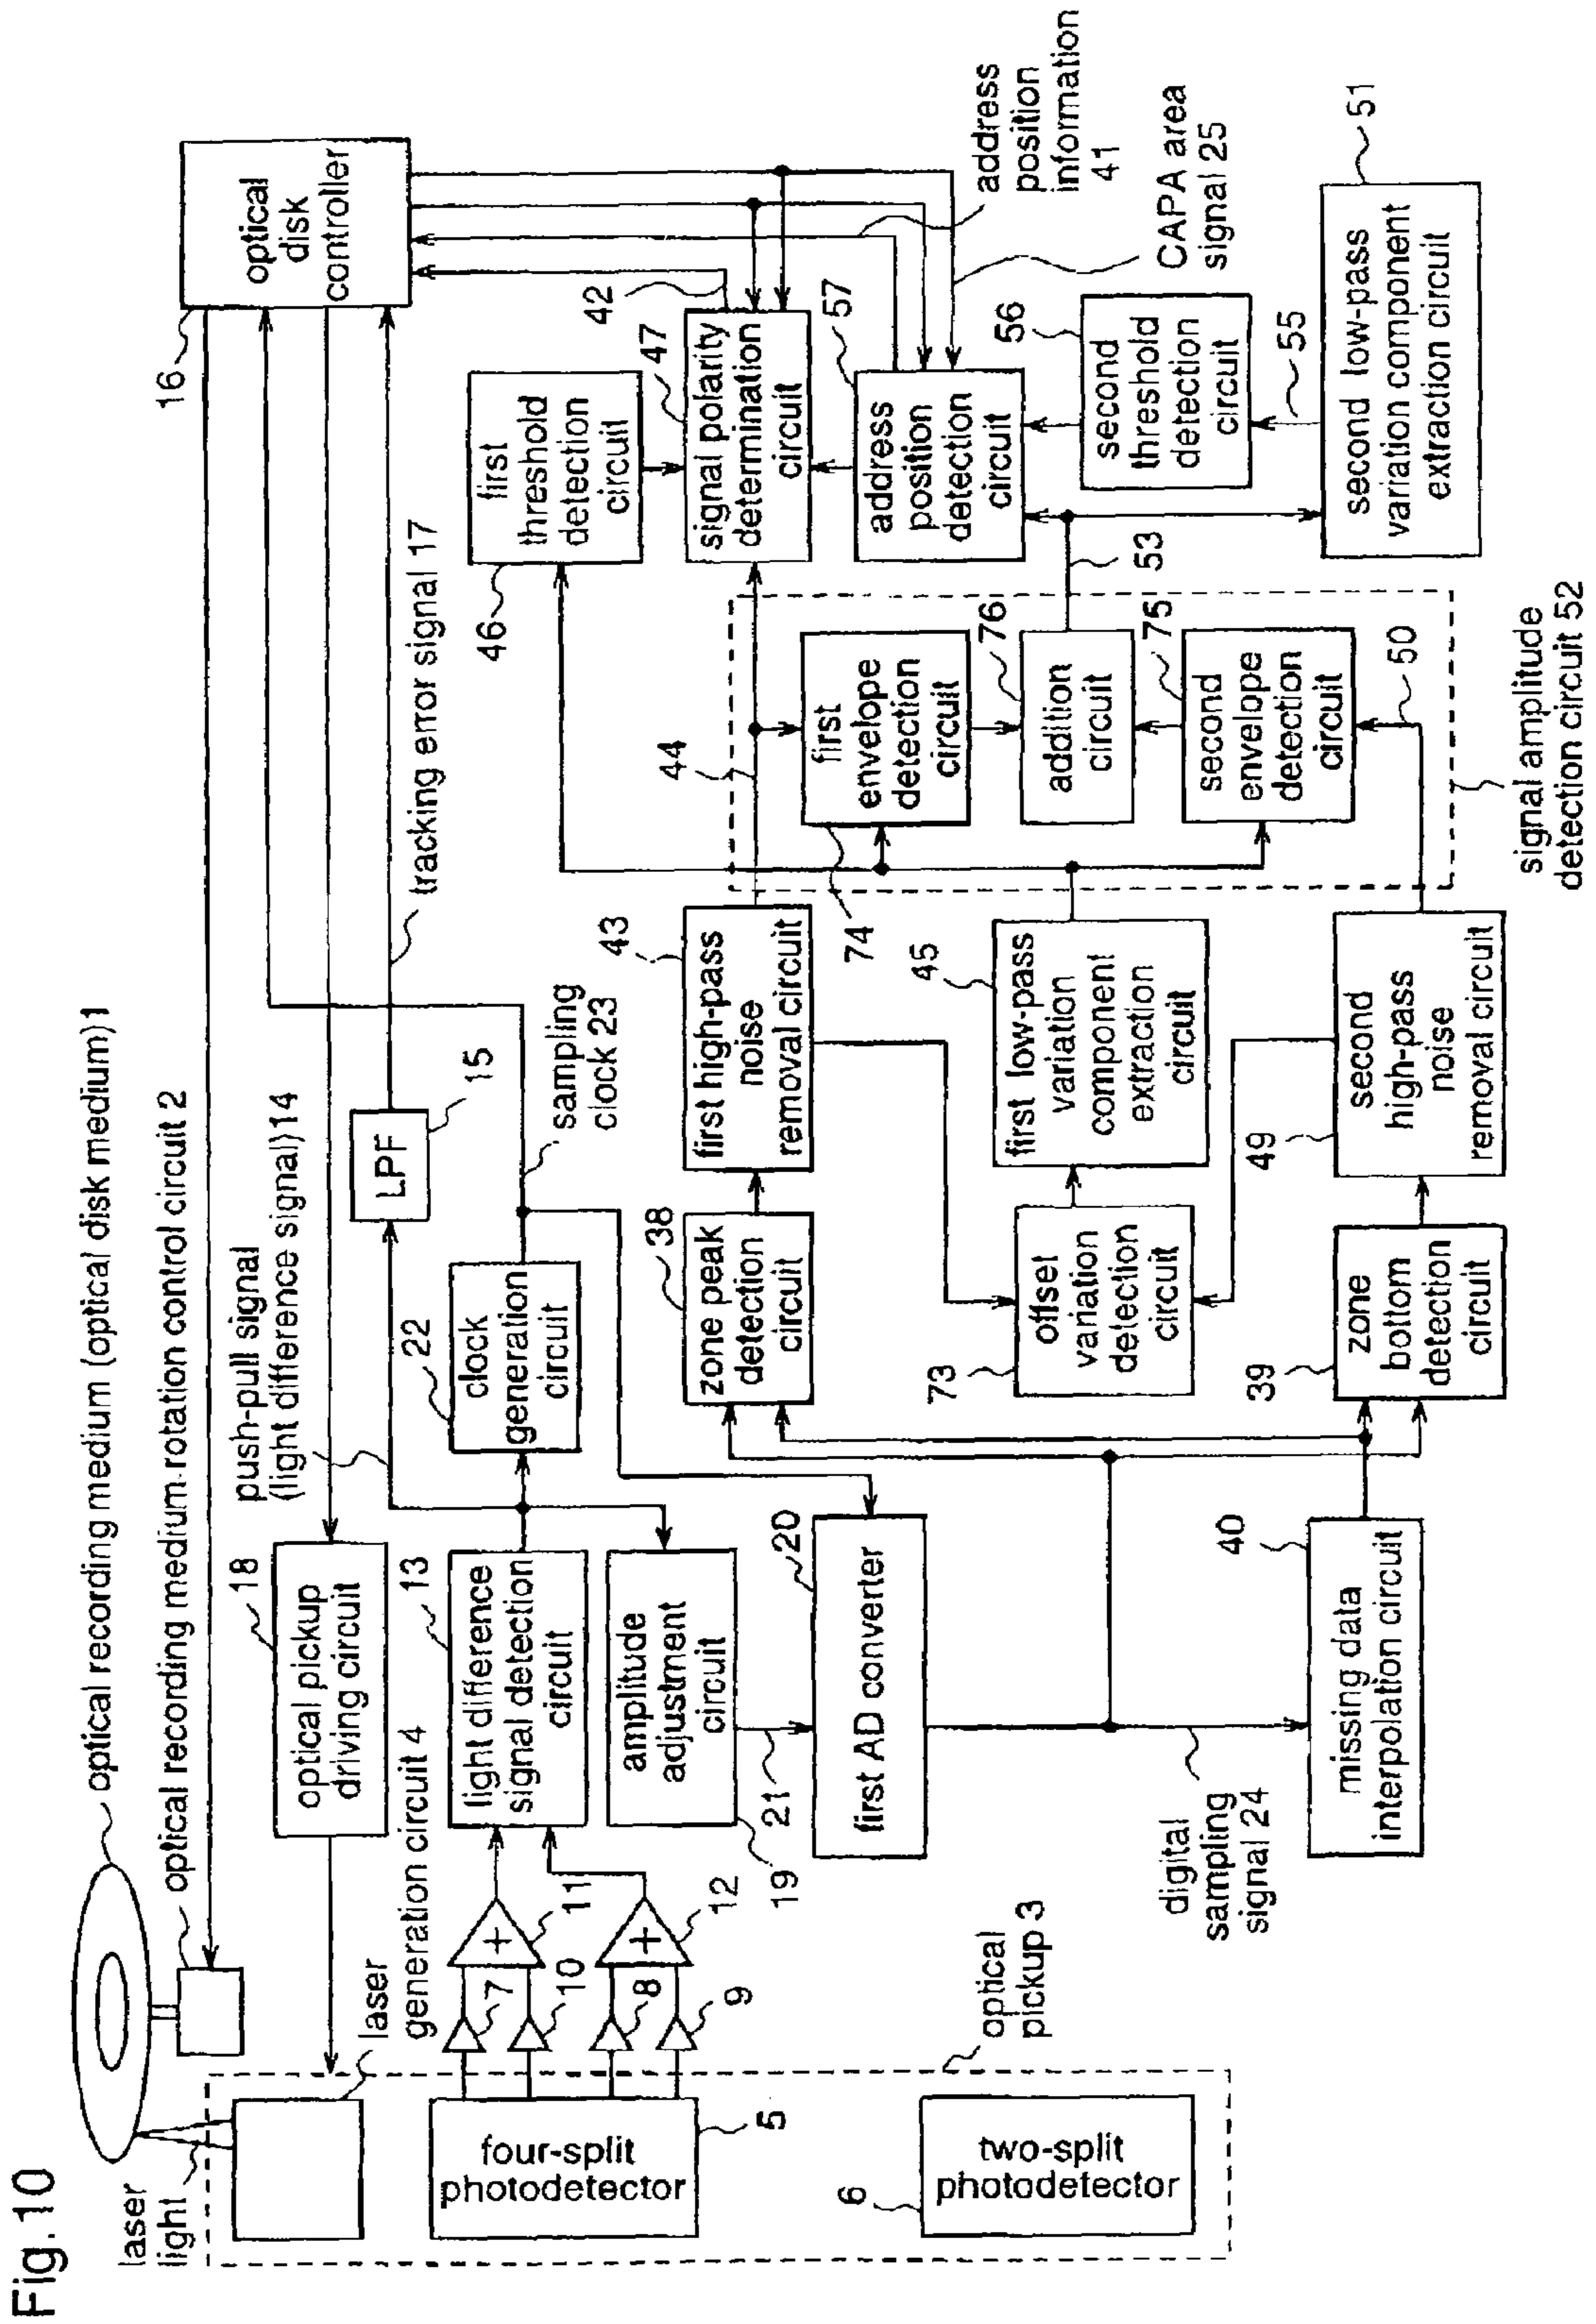 Fig.10
optical recording medium (optical disk medium)1
optical recording medium rotation control circuit 2
laser
light
laser
generation circuit 4
16
optical
disk
controller
18
optical pickup
driving circuit
push-pull signal
(light difference signal)14
LPF
15
tracking error signal 17
four-split
photodetector
5
6
two-split
photodetector
optical
pickup 3
7
10
8
9
11
12
13
light difference
signal detection
circuit
22
clock
generation
circuit
sampling
clock 23
amplitude
adjustment
circuit
19
21
20
first AD converter
digital
sampling
signal 24
40
missing data
interpolation circuit
38
zone peak
detection
circuit
39
zone
bottom
detection
circuit
73
offset
variation
detection
circuit
43
first high-pass
noise
removal circuit
45
first low-pass
variation
component
extraction
circuit
49
second
high-pass
noise
removal circuit
44
74
first
envelope
detection
circuit
76
addition
circuit
75
second
envelope
detection
circuit
50
signal amplitude
detection circuit 52
53
46
first
threshold
detection
circuit
47
signal polarity
determination
circuit
42
57
address
position
detection
circuit
56
second
threshold
detection
circuit
55
51
second low-pass
variation component
extraction circuit
address
position
information
41
CAPA area
signal 25